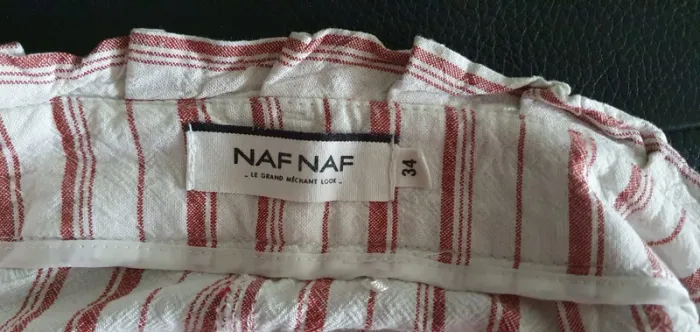 NAF NAF
_ LE GRAND MÉCHANT LOOK _
34